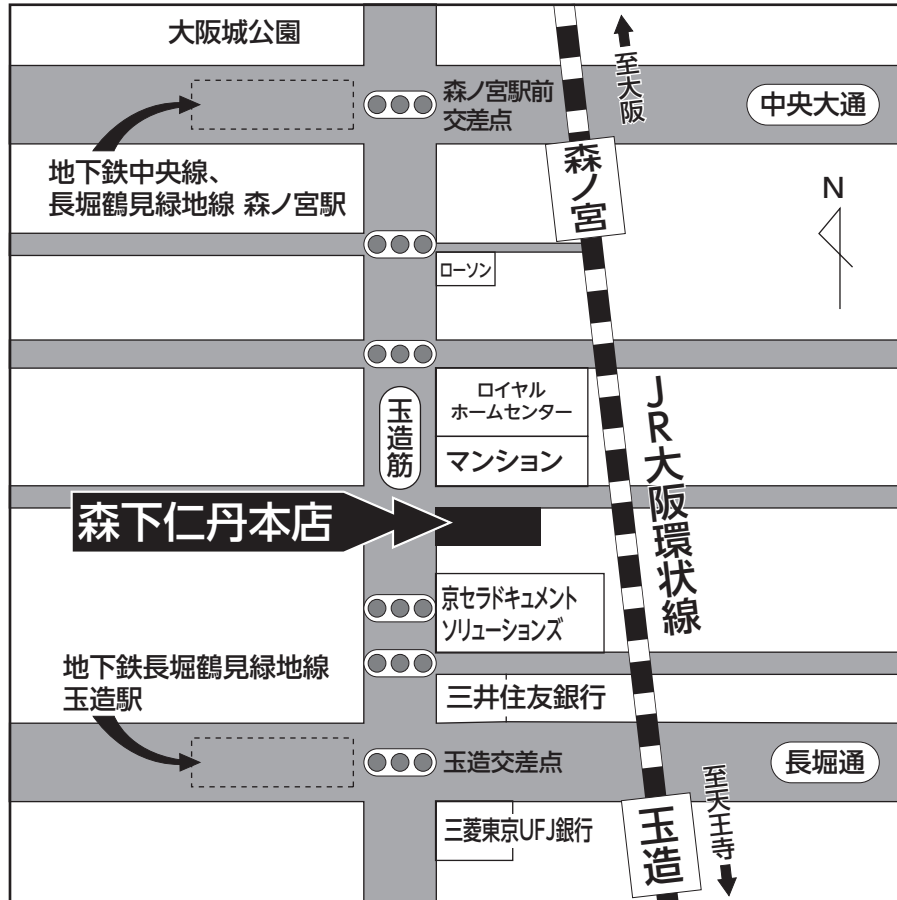 大阪城公園
至大阪
森ノ宮駅前
交差点
中央大通
地下鉄中央線、
長堀鶴見緑地線 森ノ宮駅
森ノ宮
N
ローソン
ロイヤル
ホームセンター
玉造筋
マンション
JR大阪環状線
森下仁丹本店
京セラドキュメント
ソリューションズ
地下鉄長堀鶴見緑地線
玉造駅
三井住友銀行
玉造交差点
長堀通
至天王寺
三菱東京UFJ銀行
玉造